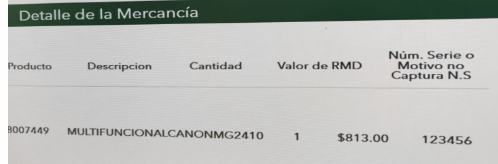 Detalle de la Mercancía
Producto Descripcion Cantidad Valor de RMD Núm. Serie o
Motivo no
Captura N.S
8007449 MULTIFUNCIONALCANONMG2410 1 $813.00 123456